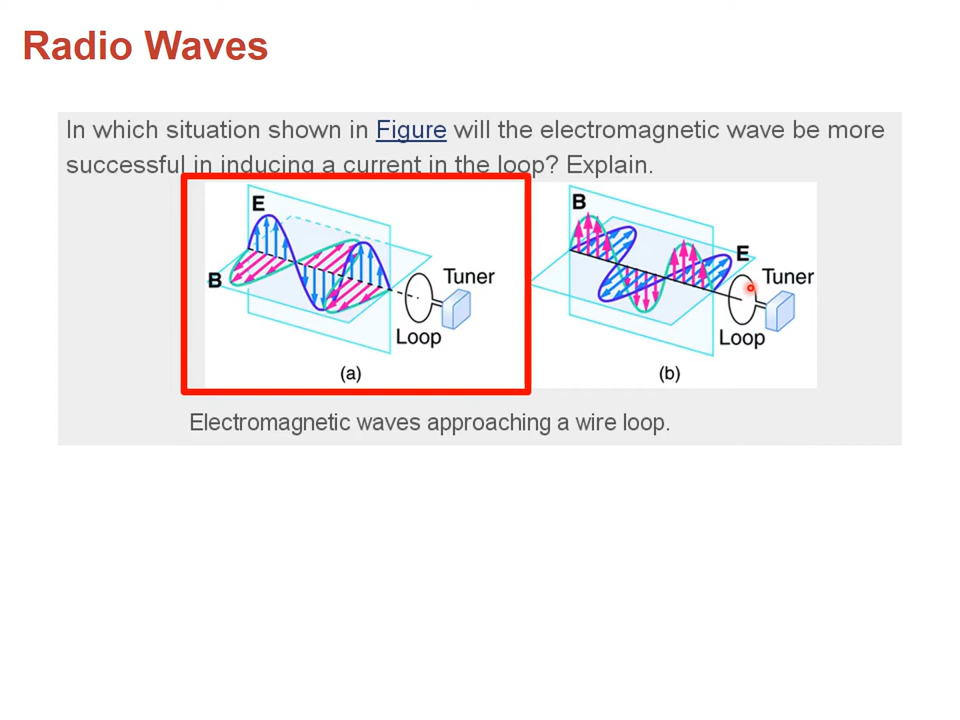 Radio Waves
In which situation shown in Figure will the electromagnetic wave be more
successful in inducing a current in the loop? Explain.
E
B
Tuner
Loop
(a)
B
E
Tuner
Loop
(b)
Electromagnetic waves approaching a wire loop.